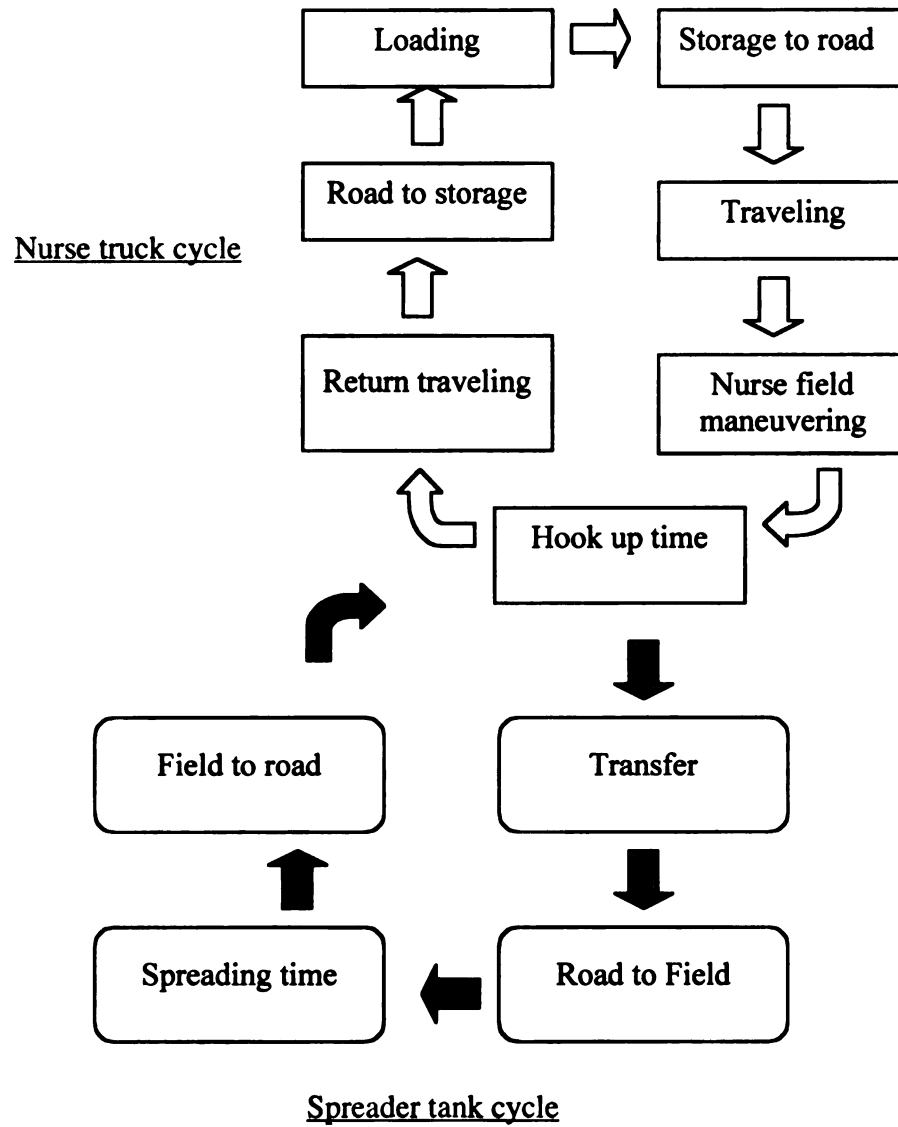 Loading
Storage to road
Road to storage
Traveling
Nurse truck cycle
Return traveling
Nurse field
maneuvering
Hook up time
Field to road
Transfer
Spreading time
Road to Field
Spreader tank cycle